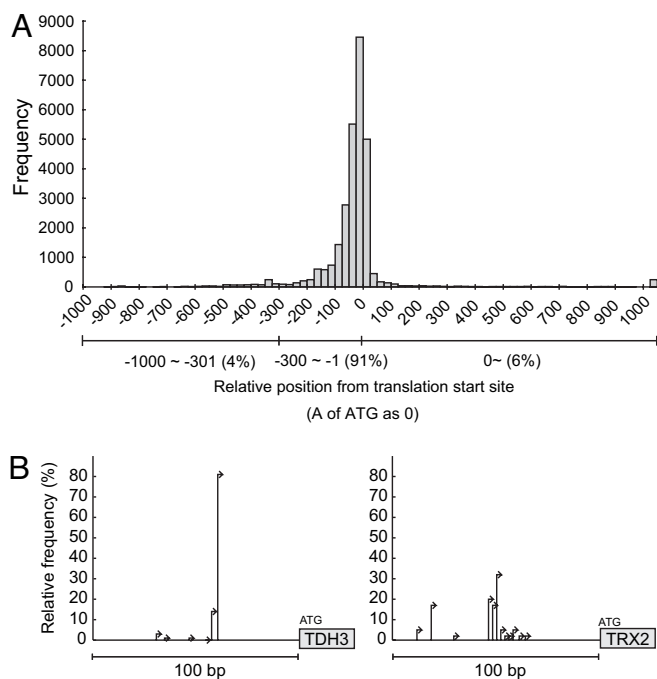 A
Frequency
9000
8000
7000
6000
5000
4000
3000
2000
1000
0
-1000 -900 -800 -700 -600 -500 -400 -300 -200 -100 0 100 200 300 400 500 600 700 800 900 1000
-1000 ~ -301 (4%) -300 ~ -1 (91%) 0~ (6%)
Relative position from translation start site
(A of ATG as 0)
B
Relative frequency (%)
80
70
60
50
40
30
20
10
0
ATG
TDH3
100 bp
80
70
60
50
40
30
20
10
0
ATG
TRX2
100 bp